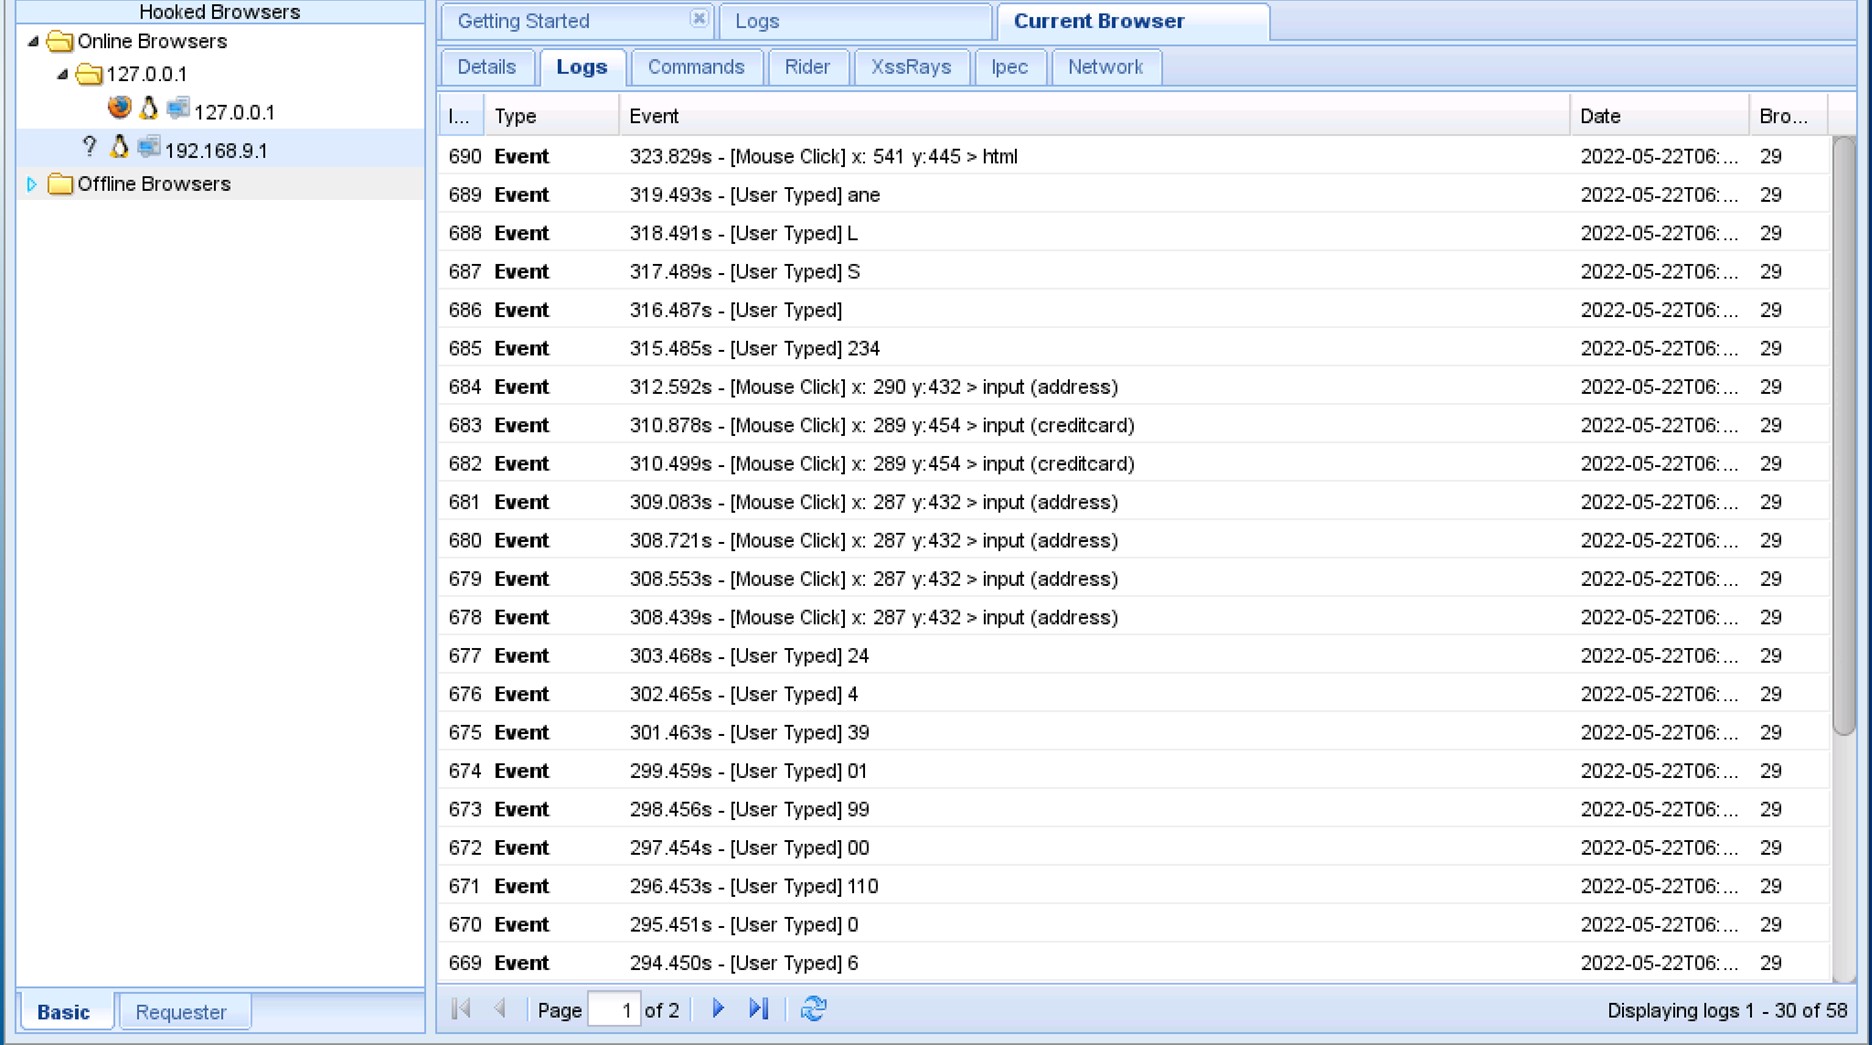 Hooked Browsers
Online Browsers
127.0.0.1
127.0.0.1
? 192.168.9.1
Offline Browsers
Basic Requester
Getting Started Logs Current Browser
Details Logs Commands Rider XssRays Ipec Network
I... Type Event Date Bro...
690 Event 323.829s - [Mouse Click] x: 541 y:445 > html 2022-05-22T06:... 29
689 Event 319.493s - [User Typed] ane 2022-05-22T06:... 29
688 Event 318.491s - [User Typed] L 2022-05-22T06:... 29
687 Event 317.489s - [User Typed] S 2022-05-22T06:... 29
686 Event 316.487s - [User Typed] 2022-05-22T06:... 29
685 Event 315.485s - [User Typed] 234 2022-05-22T06:... 29
684 Event 312.592s - [Mouse Click] x: 290 y:432 > input (address) 2022-05-22T06:... 29
683 Event 310.878s - [Mouse Click] x: 289 y:454 > input (creditcard) 2022-05-22T06:... 29
682 Event 310.499s - [Mouse Click] x: 289 y:454 > input (creditcard) 2022-05-22T06:... 29
681 Event 309.083s - [Mouse Click] x: 287 y:432 > input (address) 2022-05-22T06:... 29
680 Event 308.721s - [Mouse Click] x: 287 y:432 > input (address) 2022-05-22T06:... 29
679 Event 308.553s - [Mouse Click] x: 287 y:432 > input (address) 2022-05-22T06:... 29
678 Event 308.439s - [Mouse Click] x: 287 y:432 > input (address) 2022-05-22T06:... 29
677 Event 303.468s - [User Typed] 24 2022-05-22T06:... 29
676 Event 302.465s - [User Typed] 4 2022-05-22T06:... 29
675 Event 301.463s - [User Typed] 39 2022-05-22T06:... 29
674 Event 299.459s - [User Typed] 01 2022-05-22T06:... 29
673 Event 298.456s - [User Typed] 99 2022-05-22T06:... 29
672 Event 297.454s - [User Typed] 00 2022-05-22T06:... 29
671 Event 296.453s - [User Typed] 110 2022-05-22T06:... 29
670 Event 295.451s - [User Typed] 0 2022-05-22T06:... 29
669 Event 294.450s - [User Typed] 6 2022-05-22T06:... 29
Page 1 of 2 Displaying logs 1 - 30 of 58